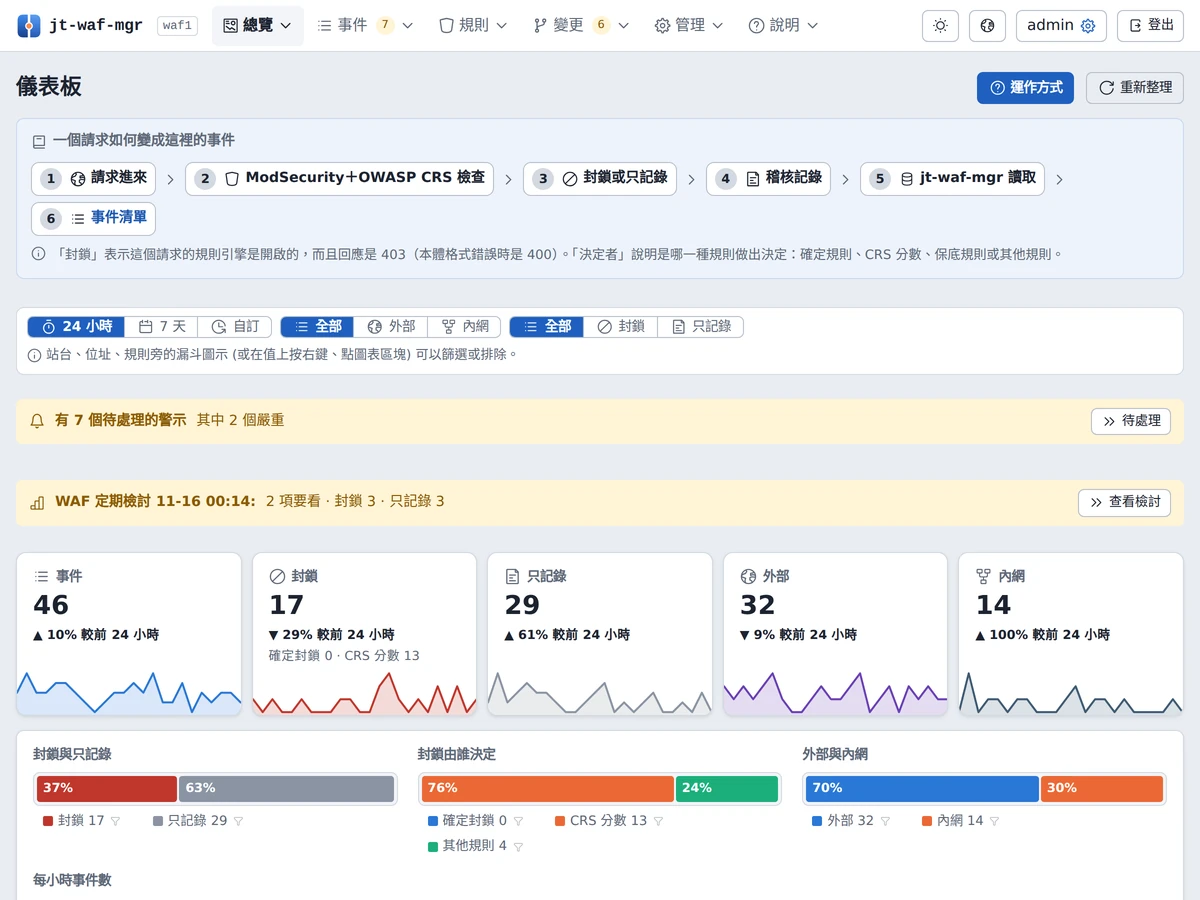 jt-waf-mgr waf1 總覽 事件 7 規則 變更 6 管理 說明 admin 登出
儀表板 運作方式 重新整理
一個請求如何變成這裡的事件
1 請求進來 2 ModSecurity＋OWASP CRS 檢查 3 封鎖或只記錄 4 稽核記錄 5 jt-waf-mgr 讀取
6 事件清單
「封鎖」表示這個請求的規則引擎是開啟的，而且回應是 403（本體格式錯誤時是 400）。「決定者」說明是哪一種規則做出決定：確定規則、CRS 分數、保底規則或其他規則。
24 小時 7 天 自訂 全部 外部 內網 全部 封鎖 只記錄
站台、位址、規則旁的漏斗圖示 (或在值上按右鍵、點圖表區塊) 可以篩選或排除。
有 7 個待處理的警示 其中 2 個嚴重 待處理
WAF 定期檢討 11-16 00:14: 2 項要看 · 封鎖 3 · 只記錄 3 查看檢討
事件 封鎖 只記錄 外部 內網
46 17 29 32 14
▲ 10% 較前 24 小時 ▼ 29% 較前 24 小時 ▲ 61% 較前 24 小時 ▼ 9% 較前 24 小時 ▲ 100% 較前 24 小時
確定封鎖 0 · CRS 分數 13
封鎖與只記錄 封鎖由誰決定 外部與內網
37% 63% 76% 24% 70% 30%
封鎖 17 只記錄 29 確定封鎖 0 CRS 分數 13 外部 32 內網 14
其他規則 4
每小時事件數